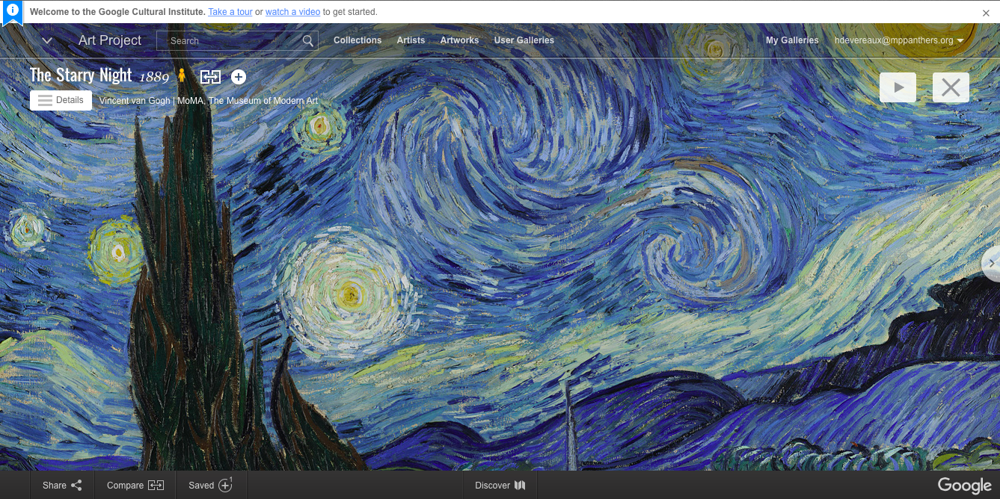 Welcome to the Google Cultural Institute. Take a tour or watch a video to get started.
Art Project Search Collections Artists Artworks User Galleries My Galleries hdevereaux@mppanthers.org
The Starry Night 1889
Details Vincent van Gogh | MoMA, The Museum of Modern Art
Share Compare Saved 1 Discover Google